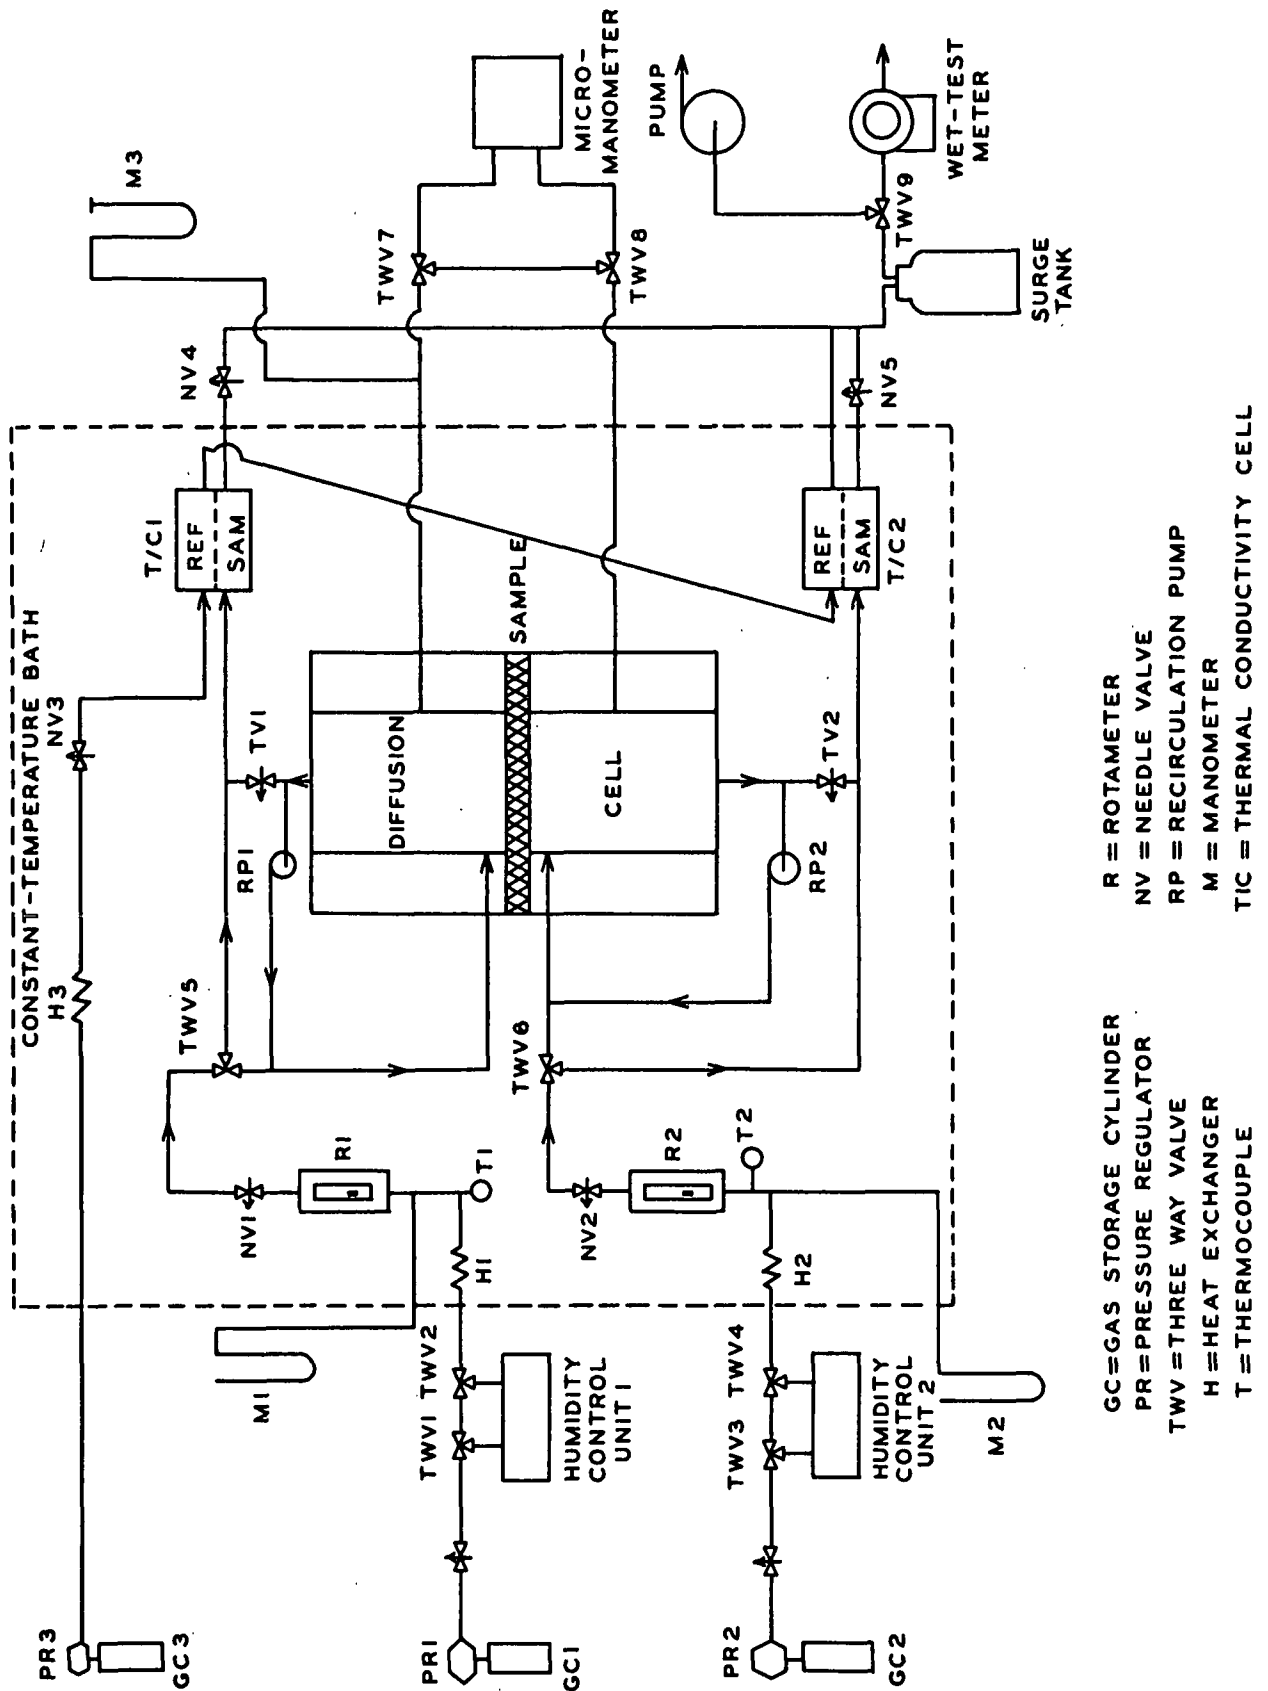 M3
MICRO-
MANOMETER
PUMP
WET-TEST
METER
TWV7
TWV8
TWV9
SURGE
TANK
NV4
NV5
CONSTANT-TEMPERATURE BATH
T/C1
REF
SAM
REF
SAM
T/C2
NV3
H3
TWV5
TV1
RP1
DIFFUSION
SAMPLE
CELL
TV2
RP2
TWV6
R1
T1
NV1
H1
R2
T2
NV2
H2
M1
TWV1
TWV2
HUMIDITY
CONTROL
UNIT 1
TWV3
TWV4
HUMIDITY
CONTROL
UNIT 2
M2
PR3
GC3
PR1
GC1
PR2
GC2
GC=GAS STORAGE CYLINDER
PR=PRESSURE REGULATOR
TWV=THREE WAY VALVE
H=HEAT EXCHANGER
T=THERMOCOUPLE
R=ROTAMETER
NV=NEEDLE VALVE
RP=RECIRCULATION PUMP
M=MANOMETER
TIC=THERMAL CONDUCTIVITY CELL